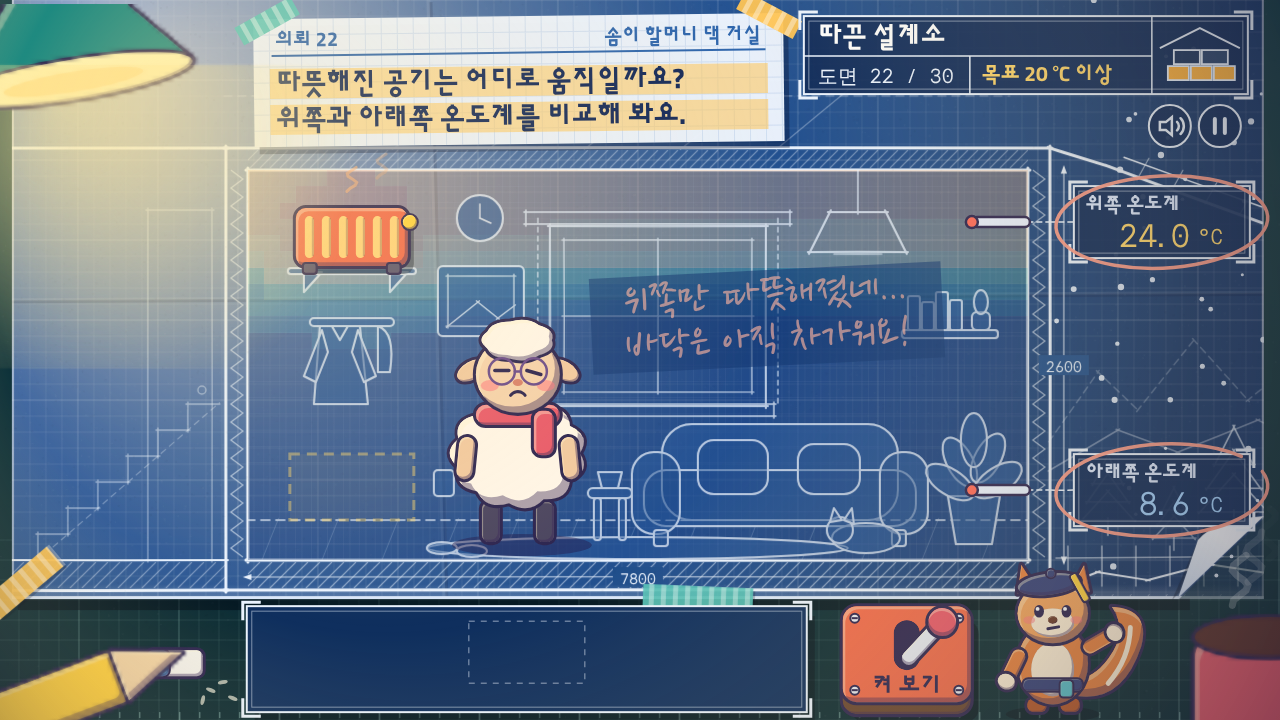 의뢰 22
솜이 할머니 댁 거실
따뜻해진 공기는 어디로 움직일까요?
위쪽과 아래쪽 온도계를 비교해 봐요.
따끈 설계소
도면 22 / 30
목표 20 °C 이상
위쪽 온도계
24.0 °C
위쪽만 따뜻해졌네...
바닥은 아직 차가워요!
2600
아래쪽 온도계
8.6 °C
7800
켜 보기